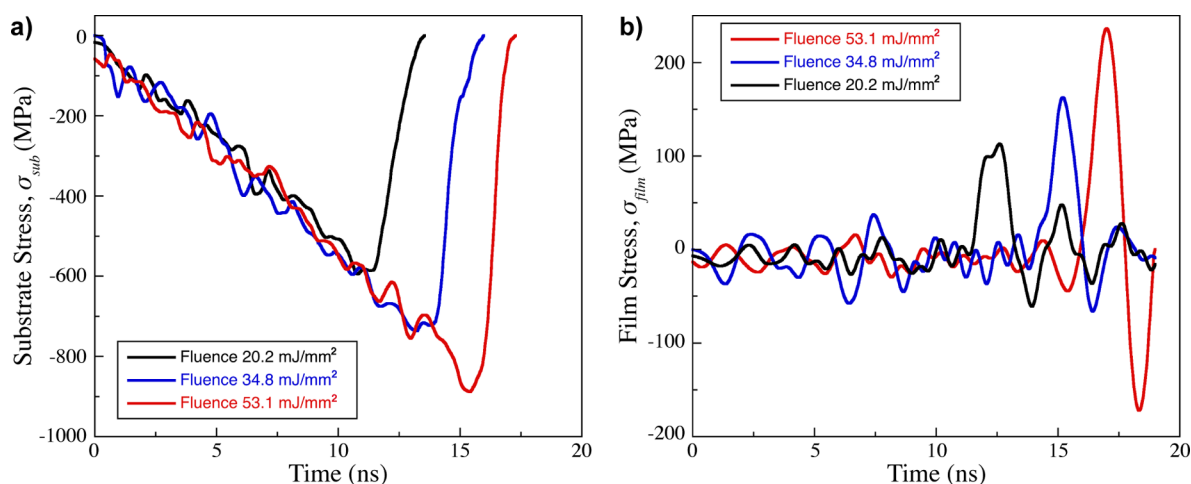 a)
Substrate Stress, σsub (MPa)
0
-200
-400
-600
-800
-1000
Fluence 20.2 mJ/mm²
Fluence 34.8 mJ/mm²
Fluence 53.1 mJ/mm²
0 5 10 15 20
Time (ns)
b)
Film Stress, σfilm (MPa)
200
100
0
-100
-200
Fluence 53.1 mJ/mm²
Fluence 34.8 mJ/mm²
Fluence 20.2 mJ/mm²
0 5 10 15 20
Time (ns)